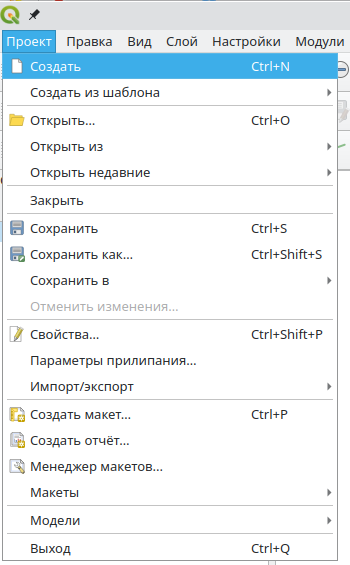 Проект Правка Вид Слой Настройки Модули
Создать Ctrl+N
Создать из шаблона
Открыть... Ctrl+O
Открыть из
Открыть недавние
Закрыть
Сохранить Ctrl+S
Сохранить как... Ctrl+Shift+S
Сохранить в
Отменить изменения...
Свойства... Ctrl+Shift+P
Параметры прилипания...
Импорт/экспорт
Создать макет... Ctrl+P
Создать отчёт...
Менеджер макетов...
Макеты
Модели
Выход Ctrl+Q